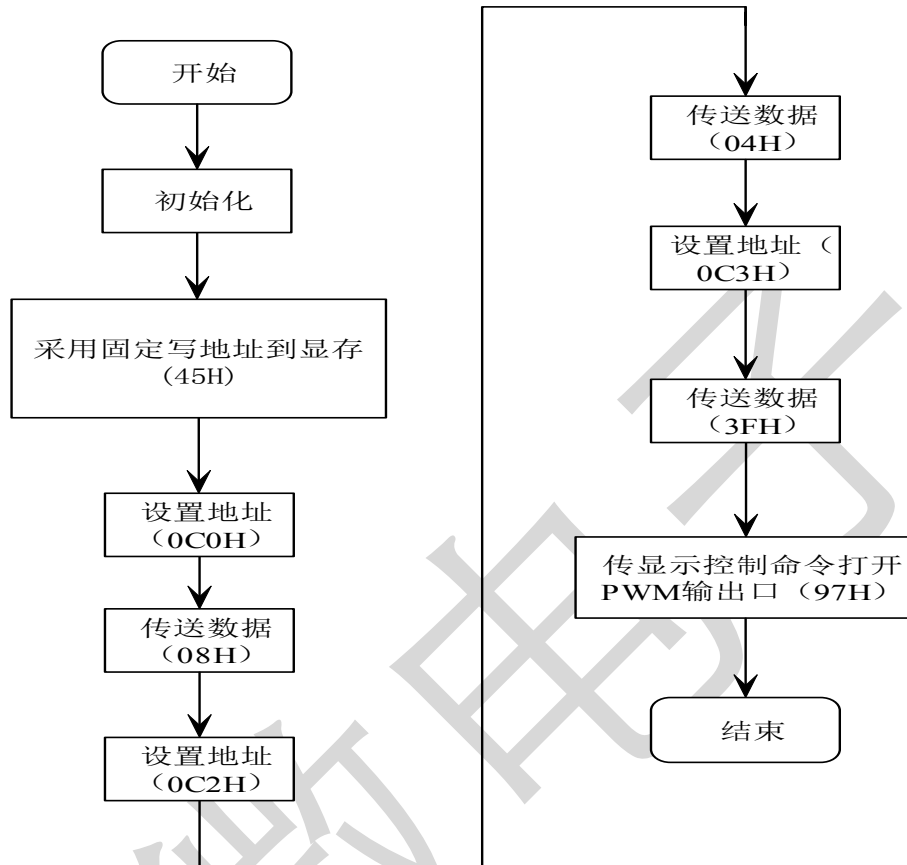 开始
初始化
采用固定写地址到显存
(45H)
设置地址
(0C0H)
传送数据
(08H)
设置地址
(0C2H)
传送数据
(04H)
设置地址(
0C3H)
传送数据
(3FH)
传显示控制命令打开
PWM输出口(97H)
结束
微电子